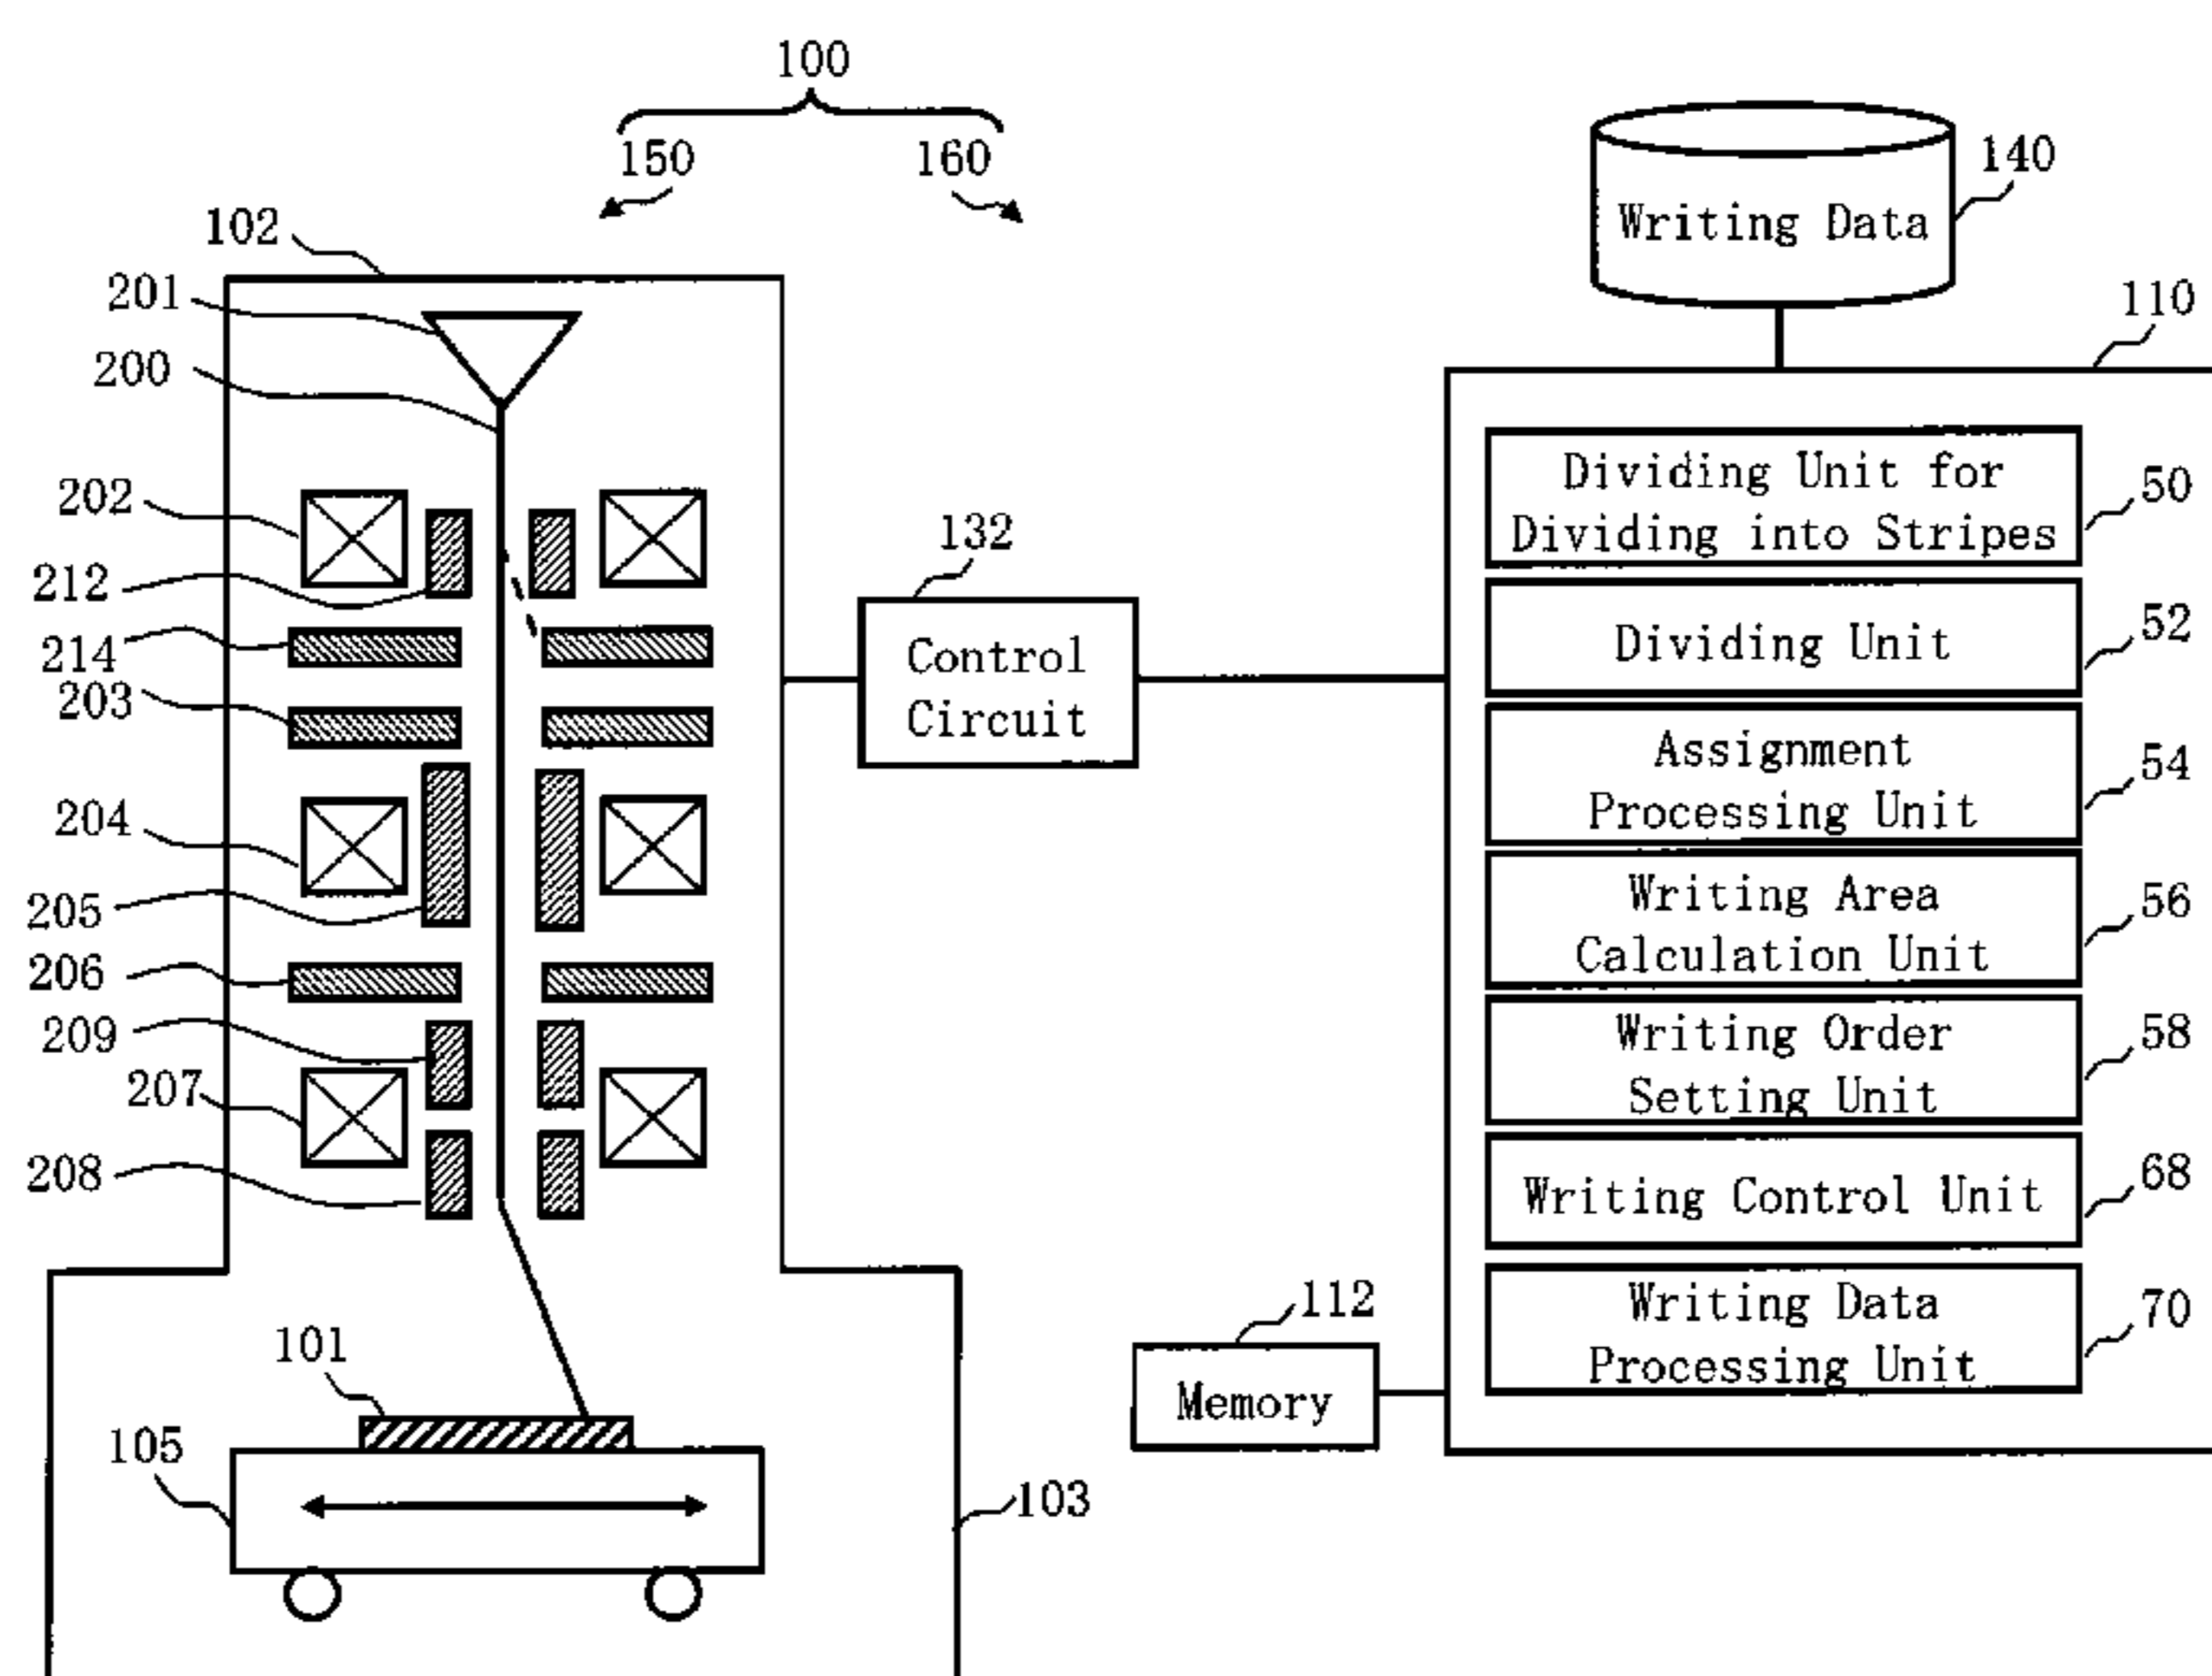 100
150
160
102
201
200
202
212
214
203
204
205
206
209
207
208
101
105
103
132
Control
Circuit
112
Memory
Writing Data
140
110
Dividing Unit for
Dividing into Stripes
50
Dividing Unit
52
Assignment
Processing Unit
54
Writing Area
Calculation Unit
56
Writing Order
Setting Unit
58
Writing Control Unit
68
Writing Data
Processing Unit
70